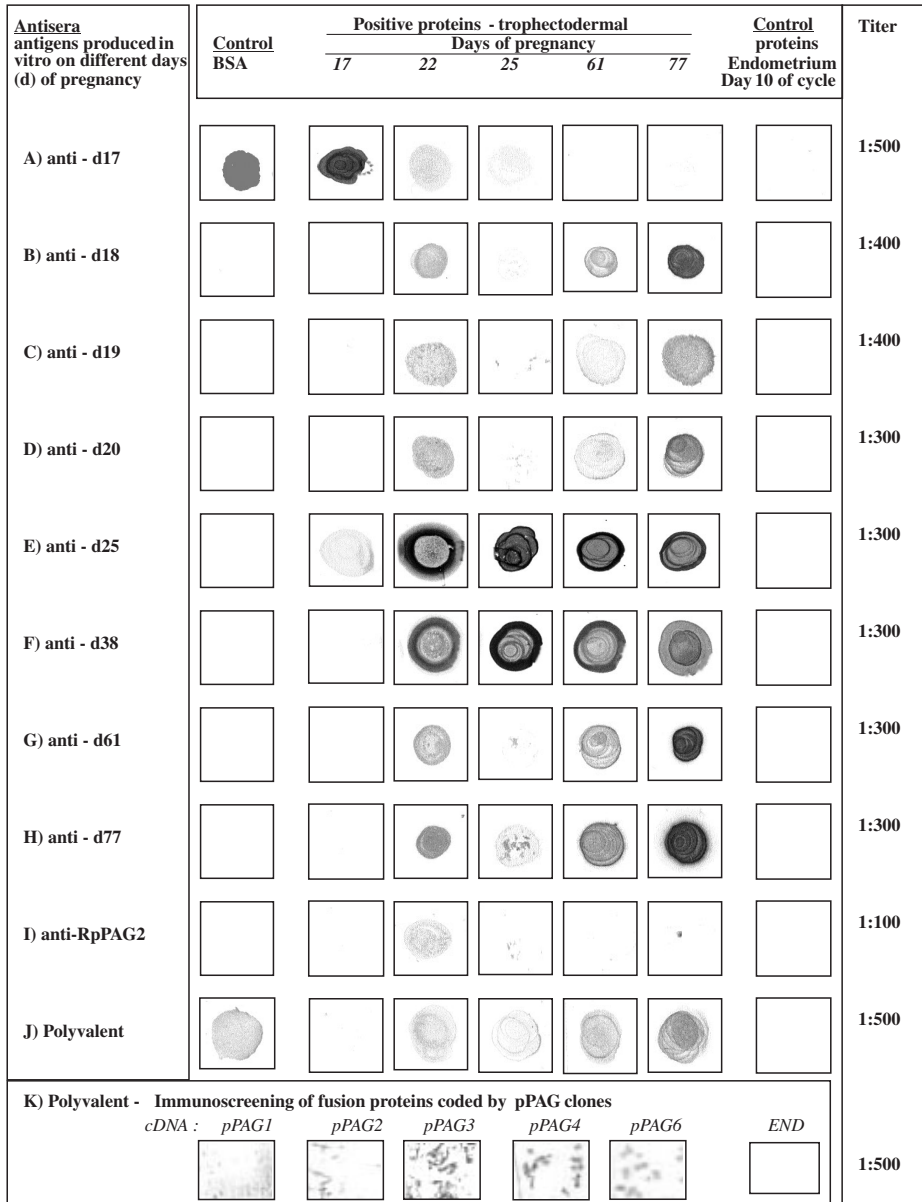 Antisera
antigens produced in
vitro on different days
(d) of pregnancy
Control
BSA
Positive proteins - trophectodermal
Days of pregnancy
17 22 25 61 77
Control
proteins
Endometrium
Day 10 of cycle
Titer
A) anti - d17 1:500
B) anti - d18 1:400
C) anti - d19 1:400
D) anti - d20 1:300
E) anti - d25 1:300
F) anti - d38 1:300
G) anti - d61 1:300
H) anti - d77 1:300
I) anti-RpPAG2 1:100
J) Polyvalent 1:500
K) Polyvalent - Immunoscreening of fusion proteins coded by pPAG clones
cDNA : pPAG1 pPAG2 pPAG3 pPAG4 pPAG6 END
1:500